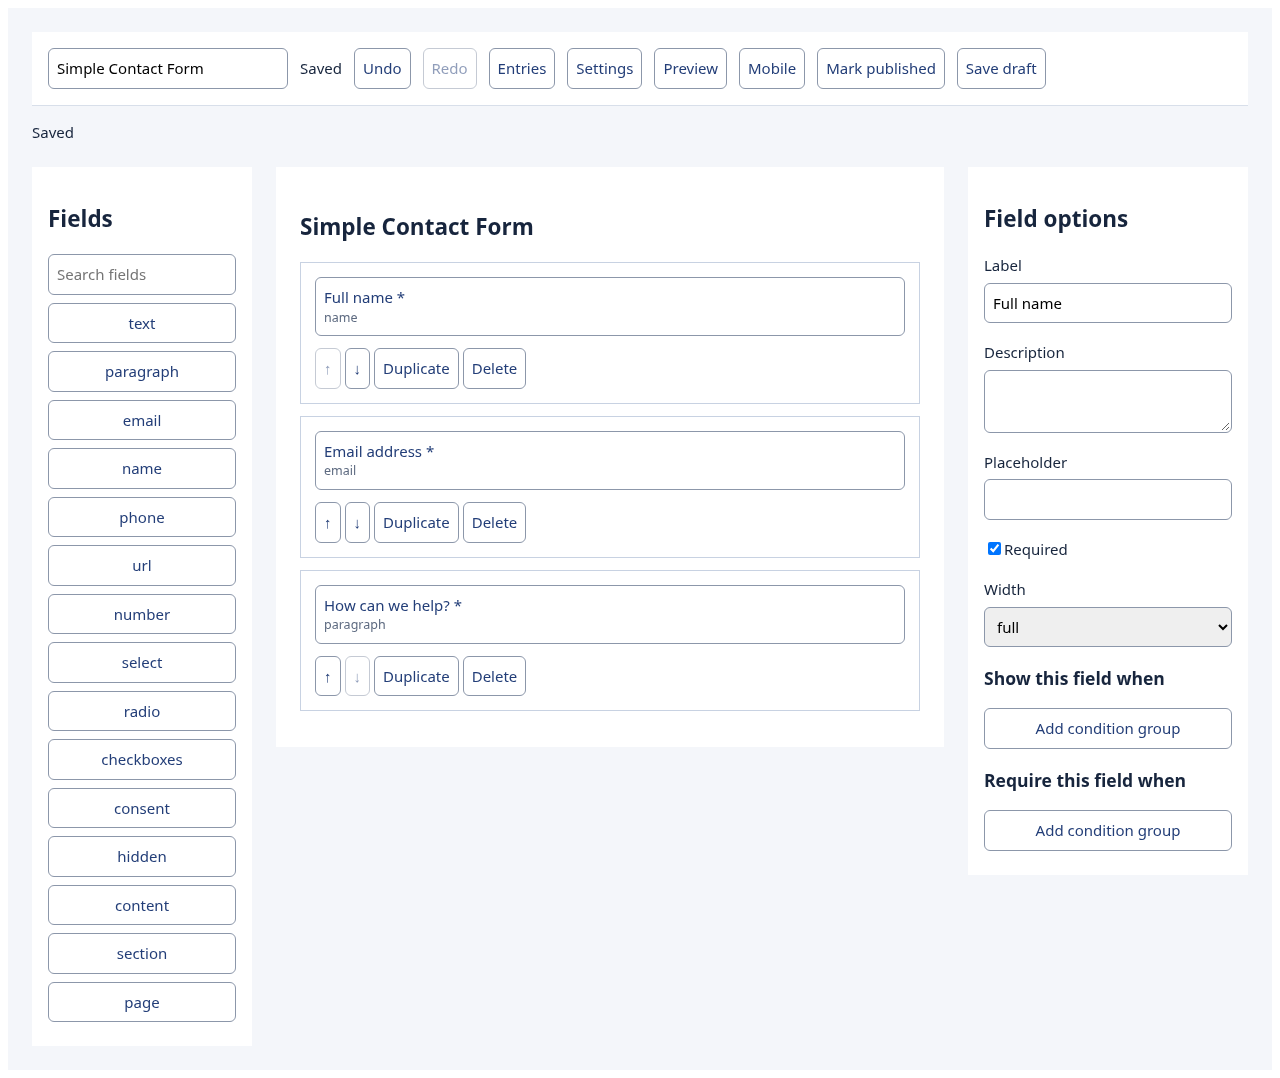 Simple Contact Form Saved Undo Redo Entries Settings Preview Mobile Mark published Save draft
Saved
Fields
Search fields
text
paragraph
email
name
phone
url
number
select
radio
checkboxes
consent
hidden
content
section
page
Simple Contact Form
Full name *
name
↑ ↓ Duplicate Delete
Email address *
email
↑ ↓ Duplicate Delete
How can we help? *
paragraph
↑ ↓ Duplicate Delete
Field options
Label
Full name
Description
Placeholder
Required
Width
full
Show this field when
Add condition group
Require this field when
Add condition group